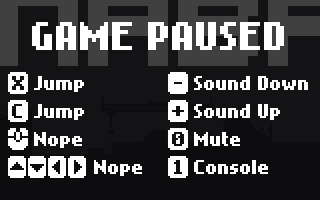 GAME PAUSED
X Jump
C Jump
Nope
Nope
- Sound Down
+ Sound Up
0 Mute
1 Console